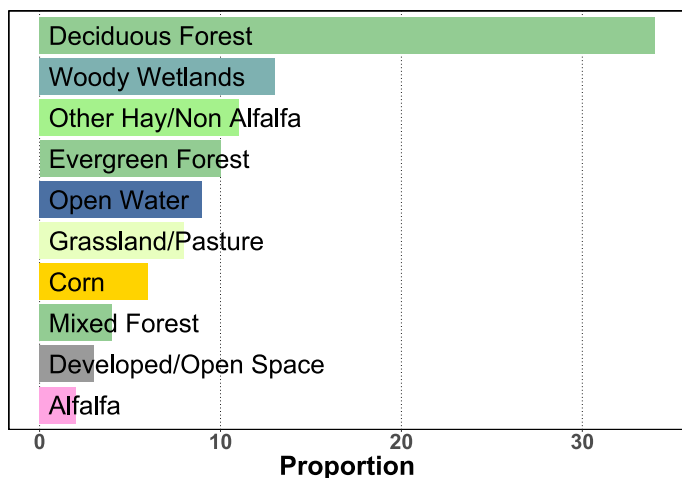 Deciduous Forest
Woody Wetlands
Other Hay/Non Alfalfa
Evergreen Forest
Open Water
Grassland/Pasture
Corn
Mixed Forest
Developed/Open Space
Alfalfa
0 10 20 30
Proportion